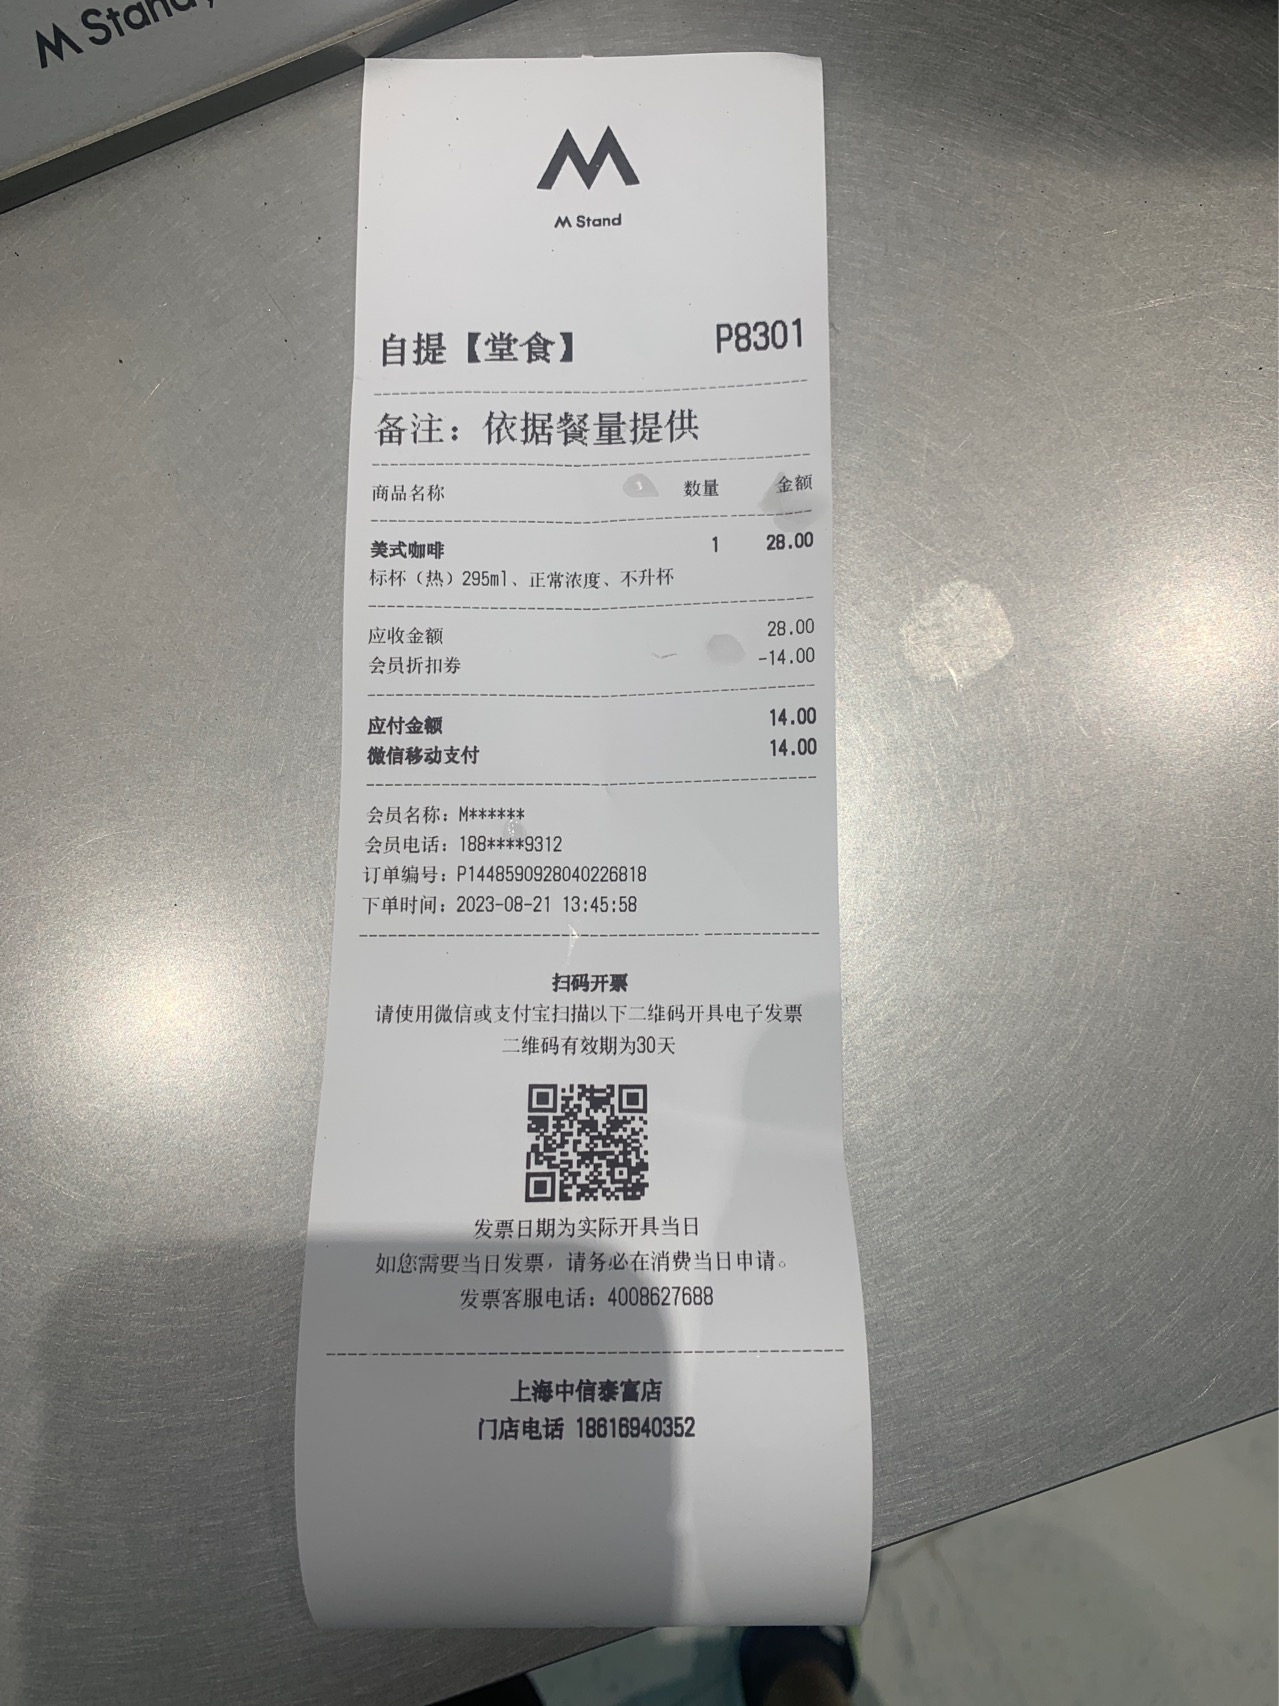 M Stand
M Stand
自提【堂食】 P8301
备注：依据餐量提供
商品名称 数量 金额
美式咖啡 1 28.00
标杯（热）295ml、正常浓度、不升杯
应收金额 28.00
会员折扣券 -14.00
应付金额 14.00
微信移动支付 14.00
会员名称：M******
会员电话：188****9312
订单编号：P1448590928040226818
下单时间：2023-08-21 13:45:58
扫码开票
请使用微信或支付宝扫描以下二维码开具电子发票
二维码有效期为30天
发票日期为实际开具当日
如您需要当日发票，请务必在消费当日申请。
发票客服电话：4008627688
上海中信泰富店
门店电话 18616940352